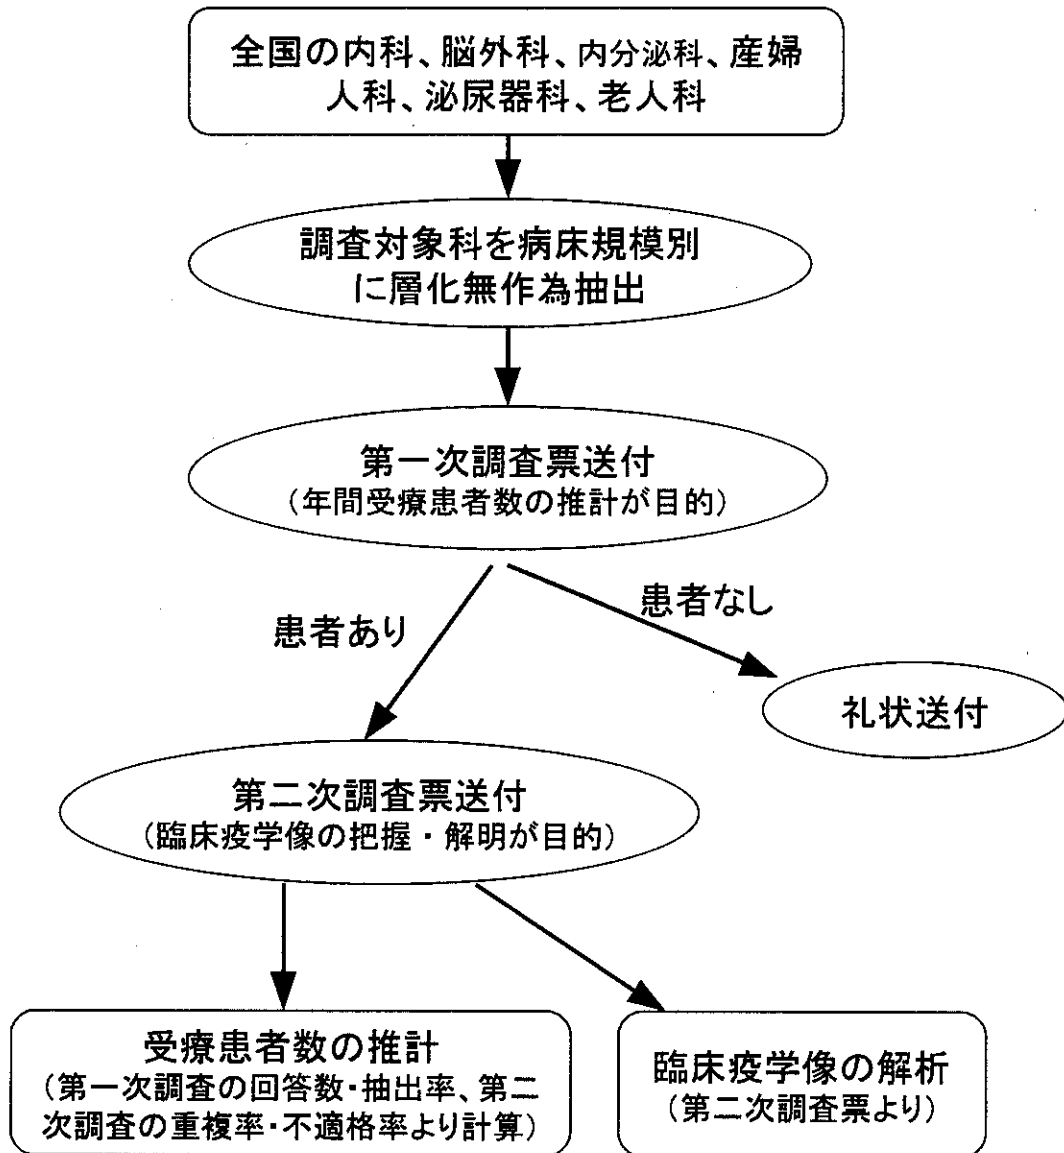 全国の内科、脳外科、内分泌科、産婦
人科、泌尿器科、老人科
調査対象科を病床規模別
に層化無作為抽出
第一次調査票送付
（年間受療患者数の推計が目的）
患者あり
患者なし
礼状送付
第二次調査票送付
（臨床疫学像の把握・解明が目的）
受療患者数の推計
（第一次調査の回答数・抽出率、第二
次調査の重複率・不適格率より計算）
臨床疫学像の解析
（第二次調査票より）